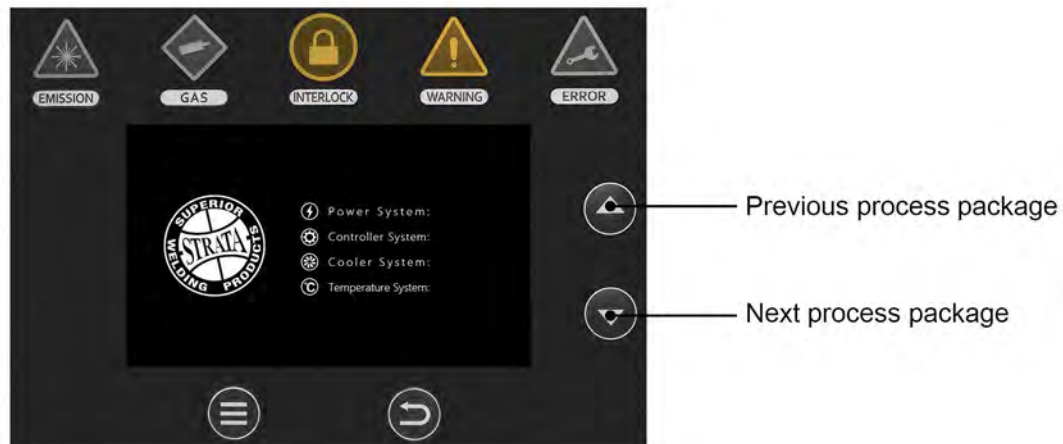 EMISSION
GAS
INTERLOCK
WARNING
ERROR
SUPERIOR
STRATA
WELDING PRODUCTS
Power System:
Controller System:
Cooler System:
°C Temperature System:
Previous process package
Next process package